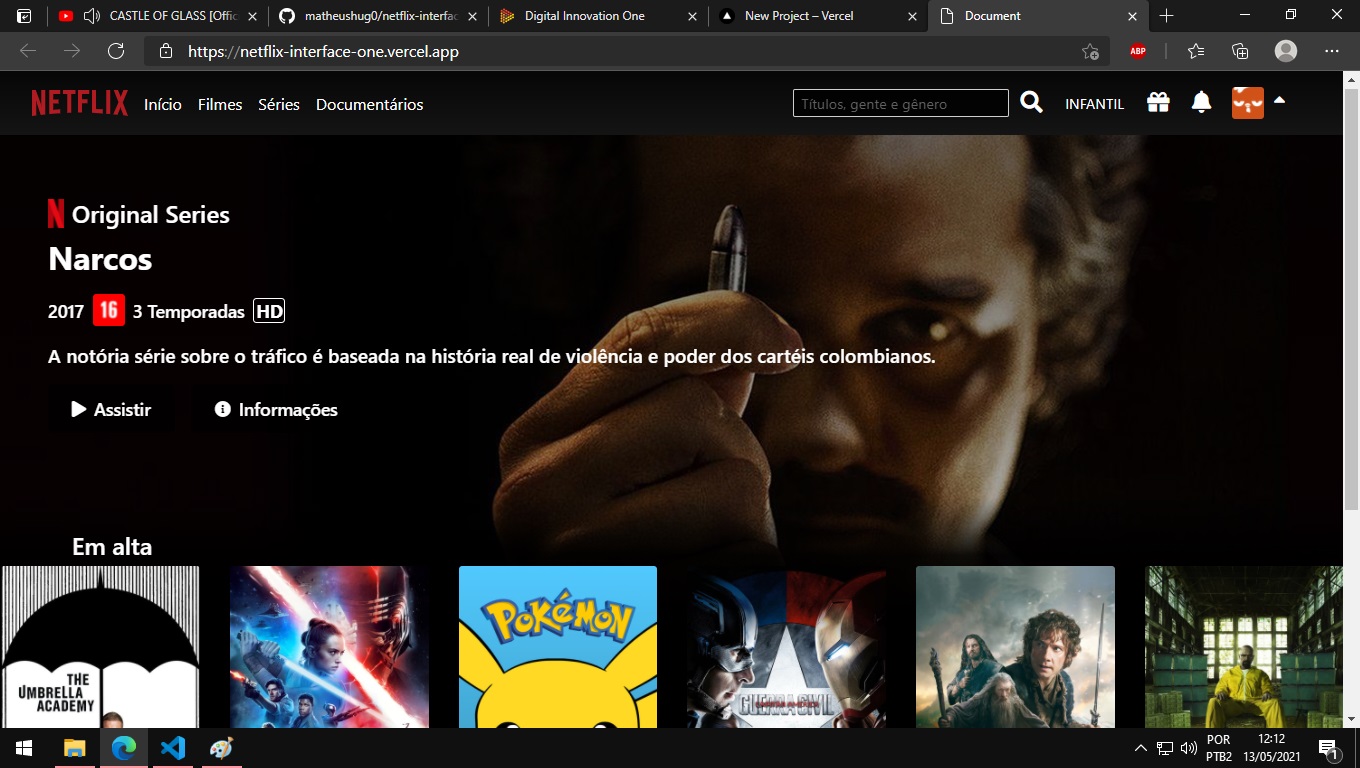 CASTLE OF GLASS [Offic
matheushug0/netflix-interfac
Digital Innovation One
New Project – Vercel
Document
https://netflix-interface-one.vercel.app
ABP
NETFLIX
Início
Filmes
Séries
Documentários
Títulos, gente e gênero
INFANTIL
N Original Series
Narcos
2017 16 3 Temporadas HD
A notória série sobre o tráfico é baseada na história real de violência e poder dos cartéis colombianos.
Assistir
Informações
Em alta
THE
UMBRELLA
ACADEMY
POKÉMON
GUERRA CIVIL
CAPITÃO AMÉRICA
POR
PTB2
12:12
13/05/2021
1